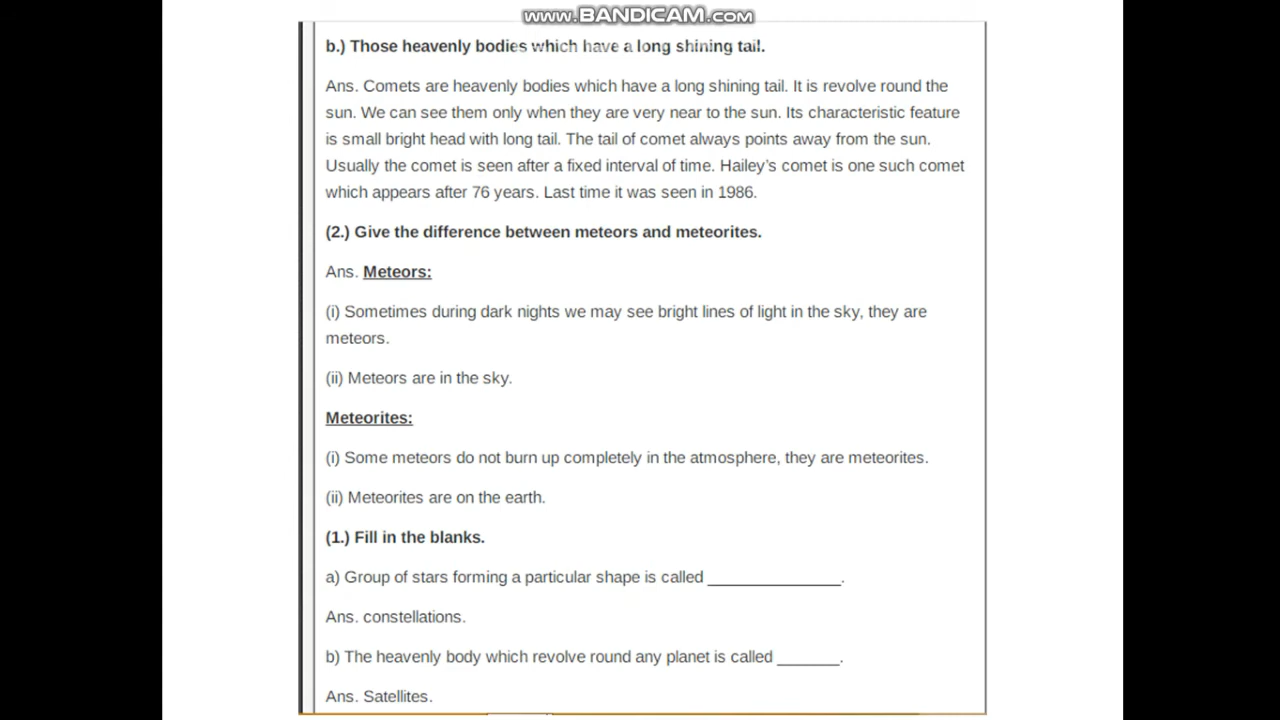 www.BANDICAM.com
b.) Those heavenly bodies which have a long shining tail.
Ans. Comets are heavenly bodies which have a long shining tail. It is revolve round the
sun. We can see them only when they are very near to the sun. Its characteristic feature
is small bright head with long tail. The tail of comet always points away from the sun.
Usually the comet is seen after a fixed interval of time. Hailey's comet is one such comet
which appears after 76 years. Last time it was seen in 1986.
(2.) Give the difference between meteors and meteorites.
Ans. Meteors:
(i) Sometimes during dark nights we may see bright lines of light in the sky, they are
meteors.
(ii) Meteors are in the sky.
Meteorites:
(i) Some meteors do not burn up completely in the atmosphere, they are meteorites.
(ii) Meteorites are on the earth.
(1.) Fill in the blanks.
a) Group of stars forming a particular shape is called _______________.
Ans. constellations.
b) The heavenly body which revolve round any planet is called _______.
Ans. Satellites.